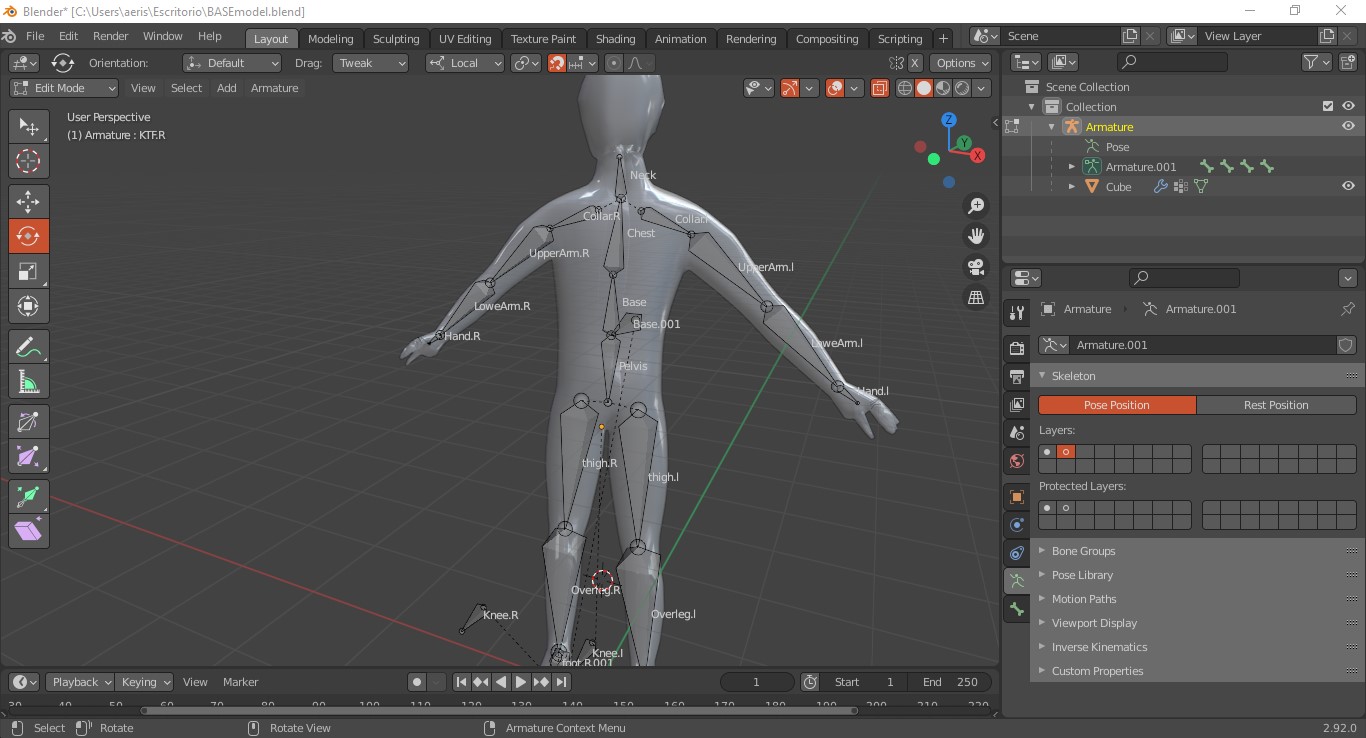 Blender* [C:\Users\aeris\Escritorio\BASEmodel.blend]
File Edit Render Window Help Layout Modeling Sculpting UV Editing Texture Paint Shading Animation Rendering Compositing Scripting + Scene View Layer
Orientation: Default Drag: Tweak Local X Options
Edit Mode View Select Add Armature
User Perspective
(1) Armature : KTF.R
Z
Y
X
Neck
Collar.R
Collar.l
Chest
UpperArm.R
UpperArm.l
Base
LoweArm.R
Base.001
Hand.R
LoweArm.l
Pelvis
Hand.l
thigh.R
thigh.l
Overleg.R
Overleg.l
Knee.R
Knee.l
foot.R.001
Scene Collection
Collection
Armature
Pose
Armature.001
Cube
Armature Armature.001
Armature.001
Skeleton
Pose Position Rest Position
Layers:
Protected Layers:
Bone Groups
Pose Library
Motion Paths
Viewport Display
Inverse Kinematics
Custom Properties
Playback Keying View Marker 1 Start 1 End 250
30 40 50 60 70 80 90 100 110 120 130 140 150 160 170 180 190 200 210 220
Select Rotate Rotate View Armature Context Menu 2.92.0